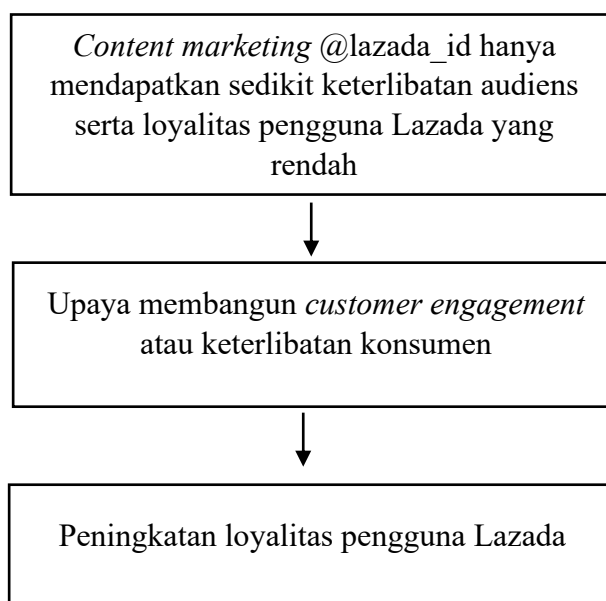 Content marketing @lazada_id hanya
mendapatkan sedikit keterlibatan audiens
serta loyalitas pengguna Lazada yang
rendah
Upaya membangun customer engagement
atau keterlibatan konsumen
Peningkatan loyalitas pengguna Lazada